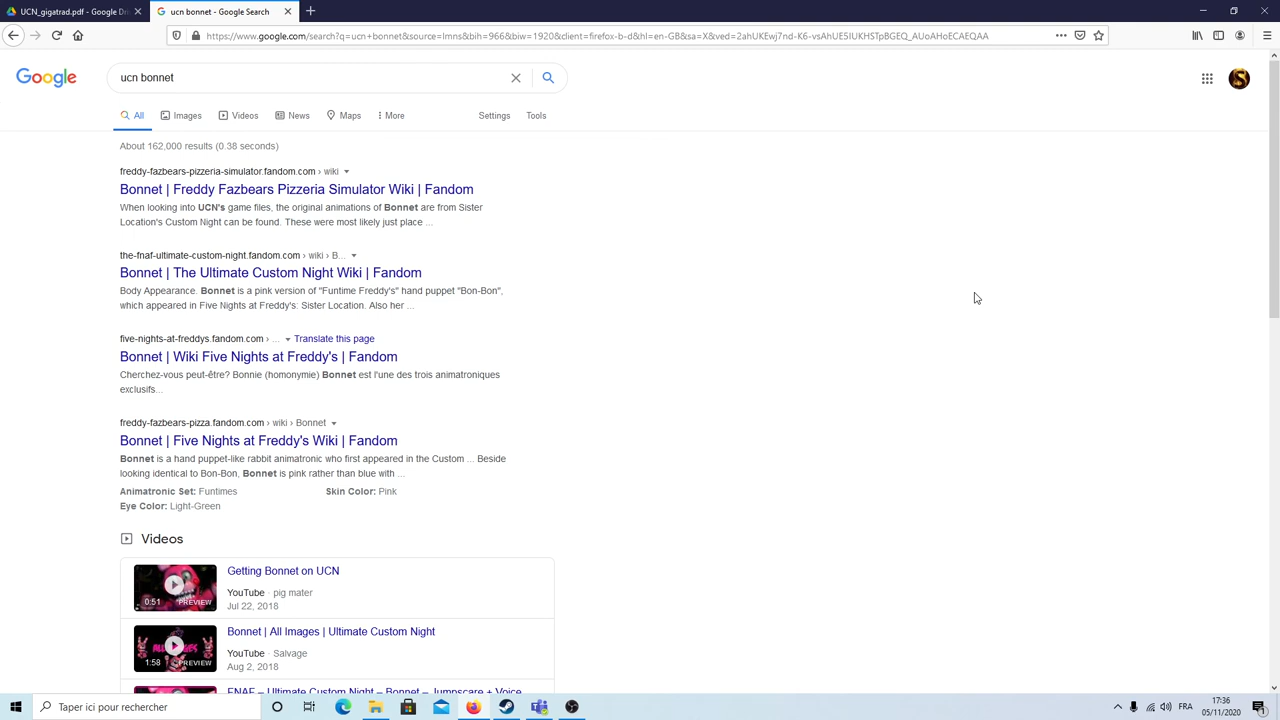 UCN_gigatrad.pdf - Google Dri
ucn bonnet - Google Search
https://www.google.com/search?q=ucn+bonnet&source=lmns&bih=966&biw=1920&client=firefox-b-d&hl=en-GB&sa=X&ved=2ahUKEwj7nd-K6-vsAhUE5IUKHSTpBGEQ_AUoAHoECAEQAA
Google
ucn bonnet
All Images Videos News Maps More Settings Tools
About 162,000 results (0.38 seconds)
freddy-fazbears-pizzeria-simulator.fandom.com › wiki
Bonnet | Freddy Fazbears Pizzeria Simulator Wiki | Fandom
When looking into UCN's game files, the original animations of Bonnet are from Sister
Location's Custom Night can be found. These were most likely just place ...
the-fnaf-ultimate-custom-night.fandom.com › wiki › B...
Bonnet | The Ultimate Custom Night Wiki | Fandom
Body Appearance. Bonnet is a pink version of "Funtime Freddy's" hand puppet "Bon-Bon",
which appeared in Five Nights at Freddy's: Sister Location. Also her ...
five-nights-at-freddys.fandom.com › ... Translate this page
Bonnet | Wiki Five Nights at Freddy's | Fandom
Cherchez-vous peut-être? Bonnie (homonymie) Bonnet est l'une des trois animatroniques
exclusifs...
freddy-fazbears-pizza.fandom.com › wiki › Bonnet
Bonnet | Five Nights at Freddy's Wiki | Fandom
Bonnet is a hand puppet-like rabbit animatronic who first appeared in the Custom ... Beside
looking identical to Bon-Bon, Bonnet is pink rather than blue with ...
Animatronic Set: Funtimes Skin Color: Pink
Eye Color: Light-Green
Videos
Getting Bonnet on UCN
YouTube · pig mater
0:51 PREVIEW
Jul 22, 2018
Bonnet | All Images | Ultimate Custom Night
YouTube · Salvage
1:58 PREVIEW
Aug 2, 2018
FNAF – Ultimate Custom Night – Bonnet – Jumpscare + Voice
Taper ici pour rechercher
FRA
17:36
05/11/2020